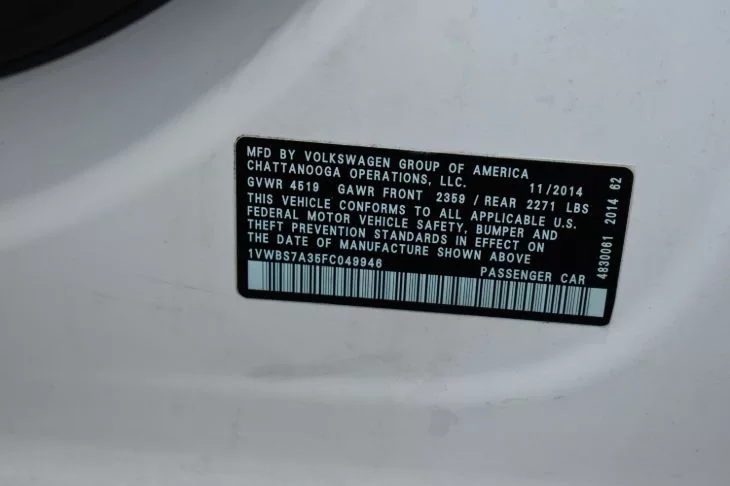 MFD BY VOLKSWAGEN GROUP OF AMERICA
CHATTANOOGA OPERATIONS, LLC. 11/2014
GVWR 4519 GAWR FRONT 2359 / REAR 2271 LBS
THIS VEHICLE CONFORMS TO ALL APPLICABLE U.S.
FEDERAL MOTOR VEHICLE SAFETY, BUMPER AND
THEFT PREVENTION STANDARDS IN EFFECT ON
THE DATE OF MANUFACTURE SHOWN ABOVE
1VWBS7A35FC049946 PASSENGER CAR
4830061 2014 62